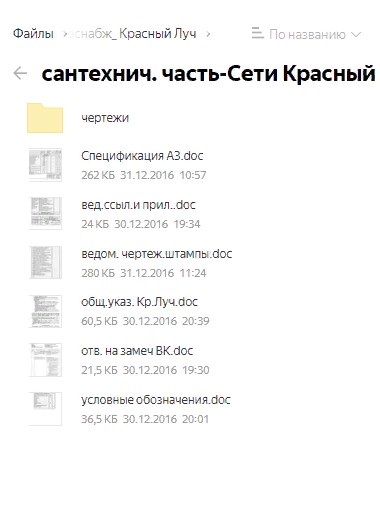 Файлы
снабж_ Красный Луч
По названию
сантехнич. часть-Сети Красный
чертежи
Спецификация А3.doc
262 КБ 31.12.2016 10:57
вед.ссыл.и прил..doc
24 КБ 30.12.2016 19:34
ведом. чертеж.штампы.doc
280 КБ 31.12.2016 11:24
общ.указ. Кр.Луч.doc
60,5 КБ 30.12.2016 20:39
отв. на замеч ВК.doc
21,5 КБ 30.12.2016 19:30
условные обозначения.doc
36,5 КБ 30.12.2016 20:01